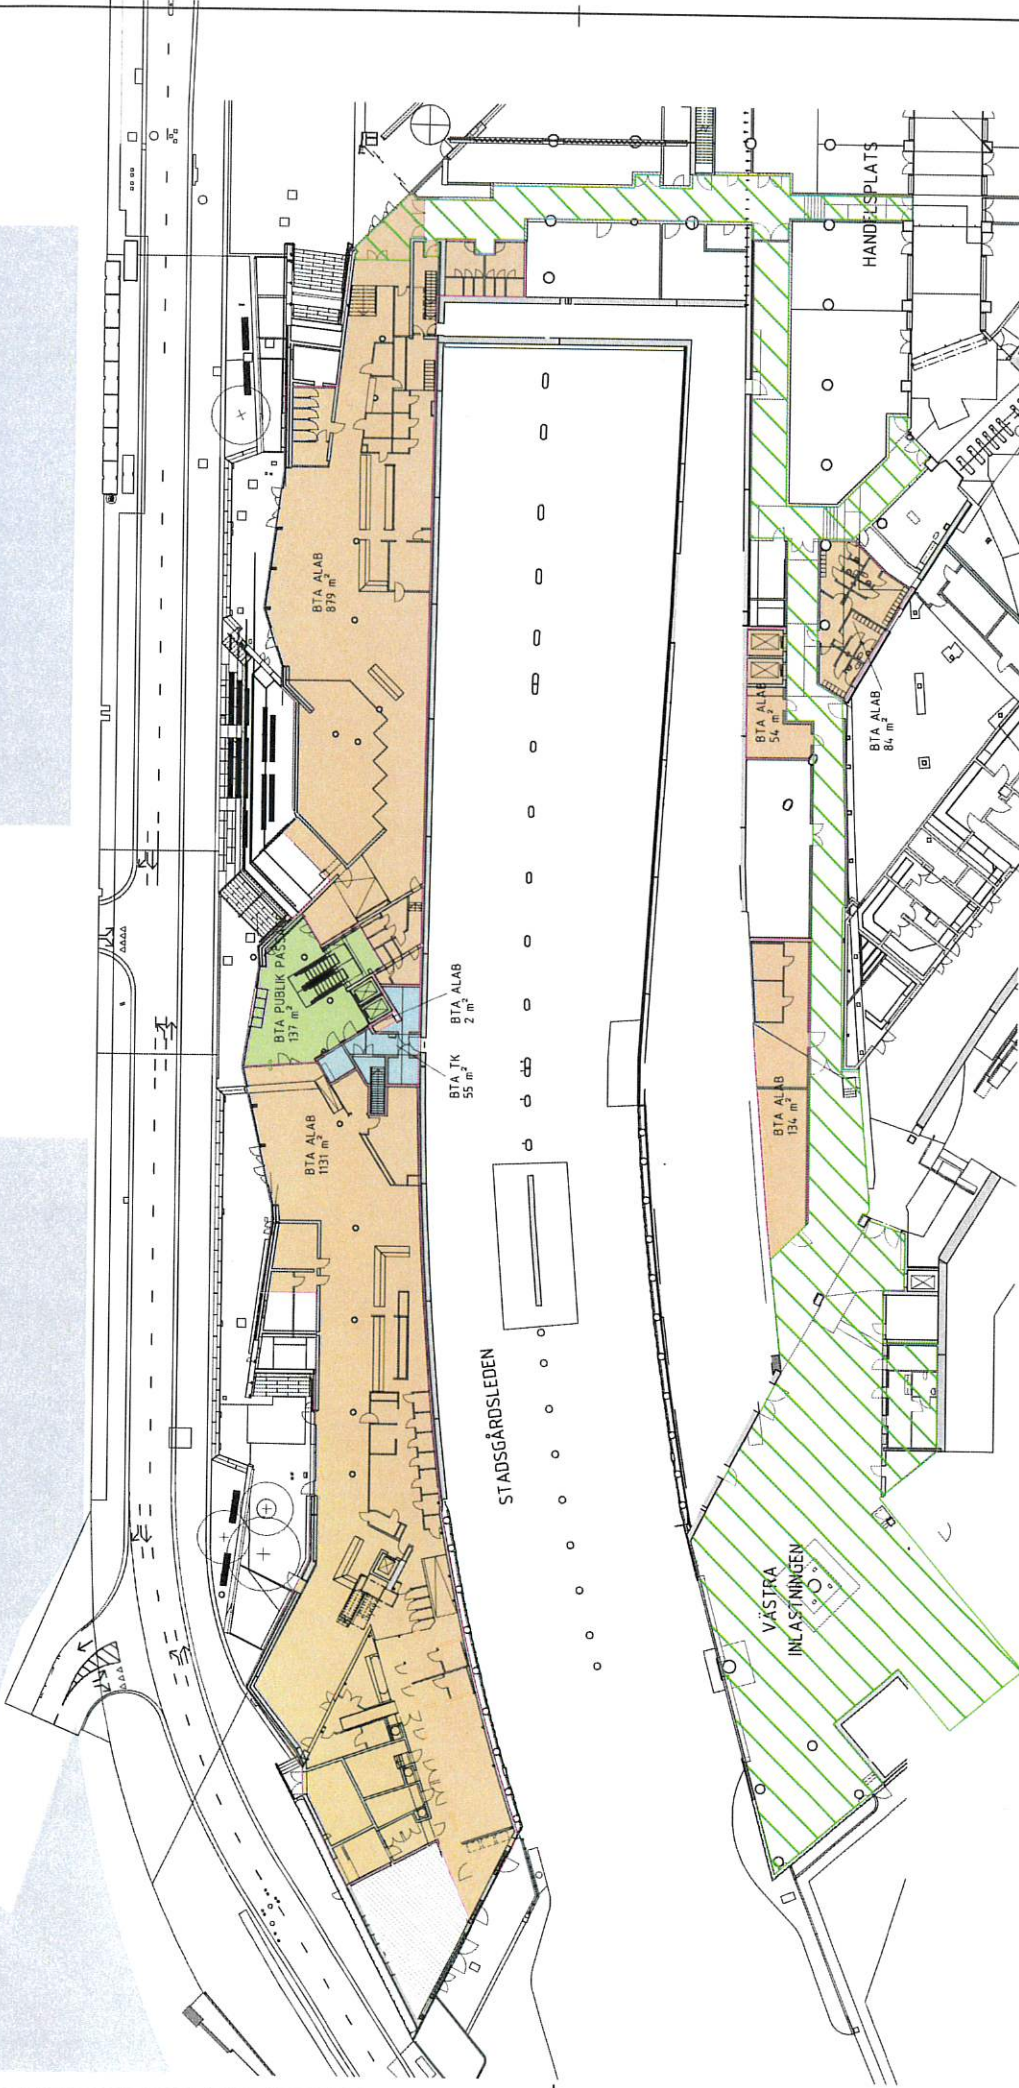 HANDELSPLATS
BTA ALAB
879 m²
BTA ALAB
54 m²
BTA ALAB
84 m²
BTA PUBLIK PASSAGE
137 m²
BTA ALAB
2 m²
BTA TK
55 m²
BTA ALAB
1131 m²
BTA ALAB
134 m²
STADSGÅRDSLEDEN
VÄSTRA
INLASTNINGEN